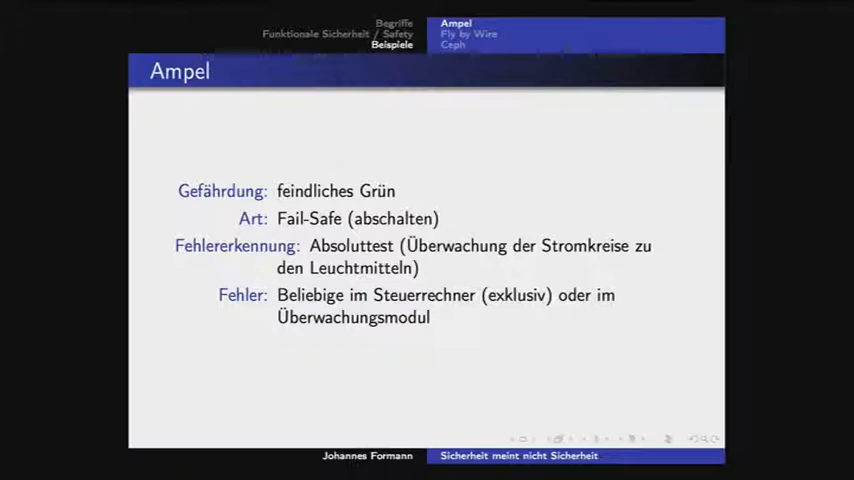 Begriffe
Funktionale Sicherheit / Safety
Beispiele
Ampel
Fly by Wire
Ceph
Ampel
Gefährdung: feindliches Grün
Art: Fail-Safe (abschalten)
Fehlererkennung: Absoluttest (Überwachung der Stromkreise zu
den Leuchtmitteln)
Fehler: Beliebige im Steuerrechner (exklusiv) oder im
Überwachungsmodul
Johannes Formann
Sicherheit meint nicht Sicherheit